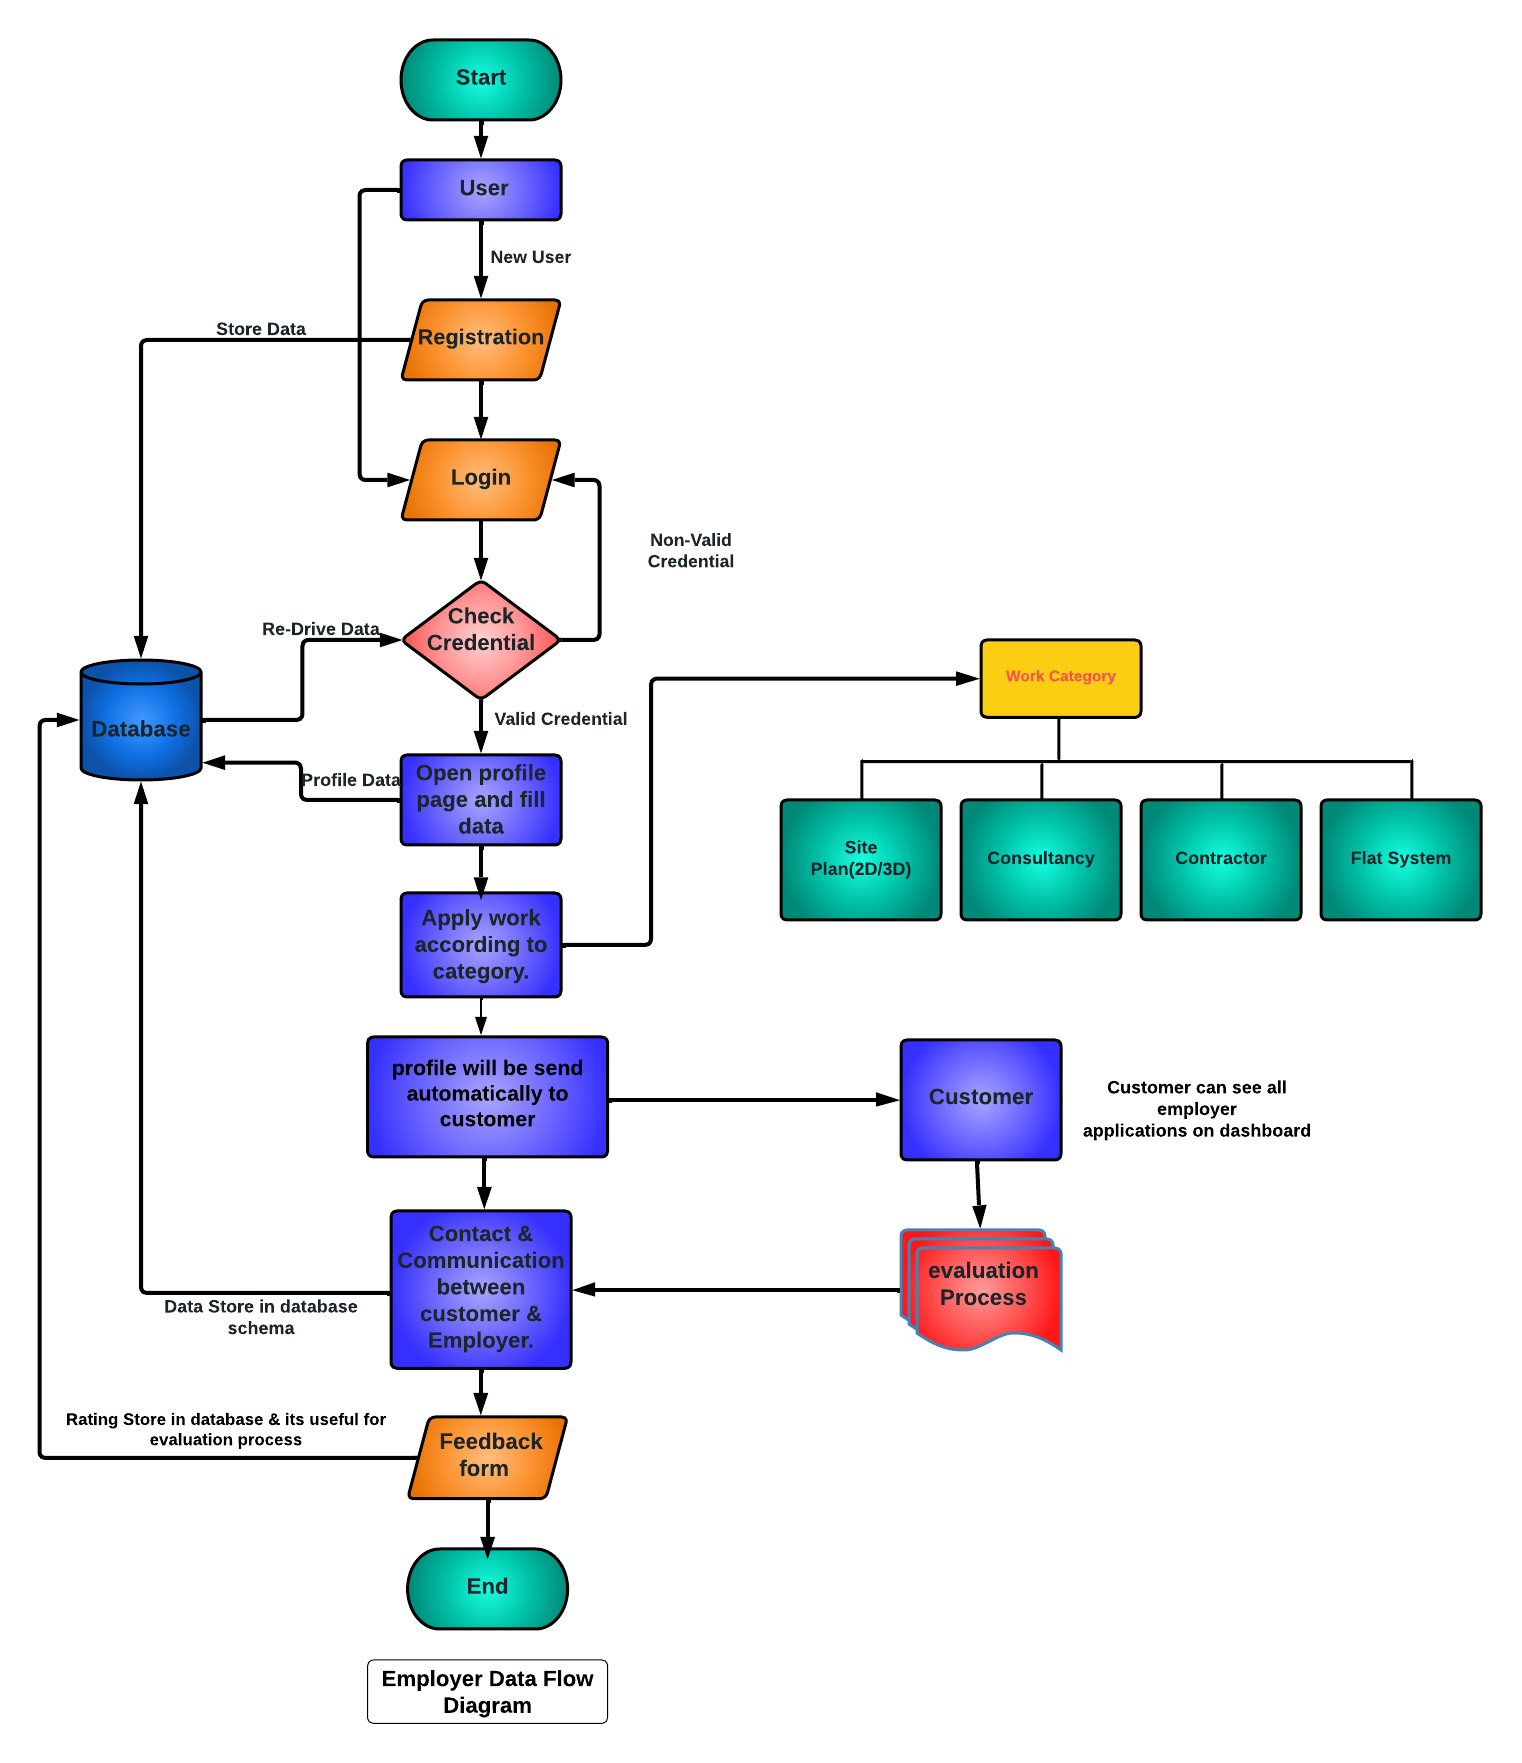 Start
User
New User
Store Data
Registration
Login
Non-Valid
Credential
Check
Credential
Re-Drive Data
Work Category
Database
Valid Credential
Profile Data
Open profile
page and fill
data
Site
Plan(2D/3D)
Consultancy
Contractor
Flat System
Apply work
according to
category.
profile will be send
automatically to
customer
Customer
Customer can see all
employer
applications on dashboard
Contact &
Communication
between
customer &
Employer.
evaluation
Process
Data Store in database
schema
Rating Store in database & its useful for
evaluation process
Feedback
form
End
Employer Data Flow
Diagram